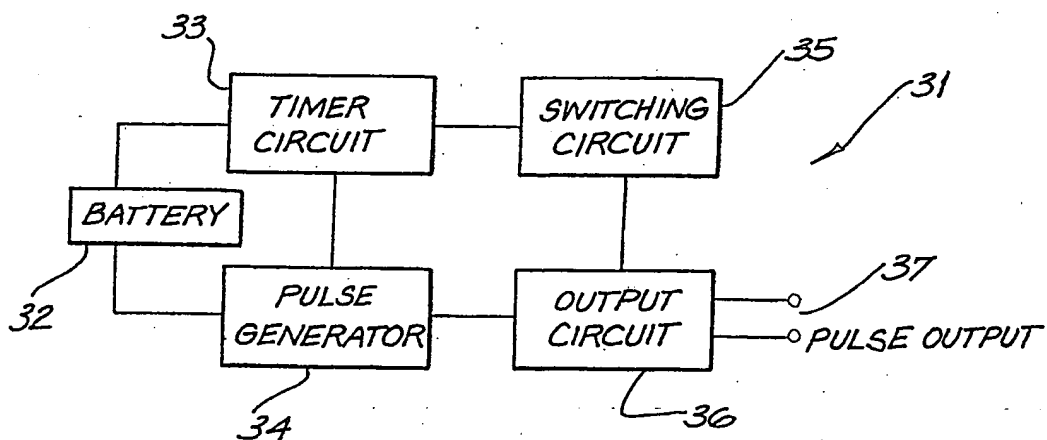 33
35
31
TIMER
CIRCUIT
SWITCHING
CIRCUIT
BATTERY
32
PULSE
GENERATOR
OUTPUT
CIRCUIT
37
PULSE OUTPUT
34
36